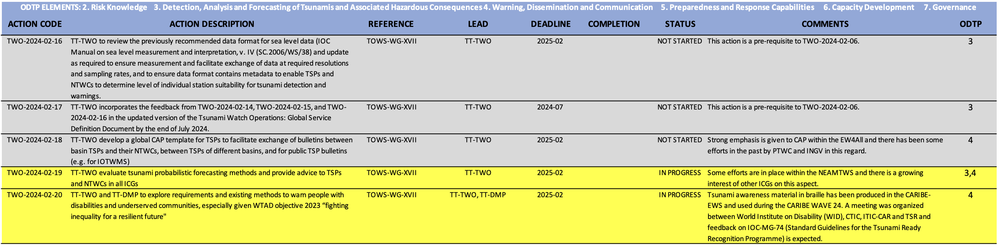 ODTP ELEMENTS: 2. Risk Knowledge 3. Detection, Analysis and Forecasting of Tsunamis and Associated Hazardous Consequences 4. Warning, Dissemination and Communication 5. Preparedness and Response Capabilities 6. Capacity Development 7. Governance
ACTION CODE ACTION DESCRIPTION REFERENCE LEAD DEADLINE COMPLETION STATUS COMMENTS ODTP
TWO-2024-02-16 TT-TWO to review the previously recommended data format for sea level data (IOC TOWS-WG-XVII TT-TWO 2025-02 NOT STARTED This action is a pre-requisite to TWO-2024-02-06. 3
Manual on sea level measurement and interpretation, v. IV (SC.2006/WS/38) and update
as required to ensure measurement and facilitate exchange of data at required resolutions
and sampling rates, and to ensure data format contains metadata to enable TSPs and
NTWCs to determine level of individual station suitability for tsunami detection and
warnings.
TWO-2024-02-17 TT-TWO incorporates the feedback from TWO-2024-02-14, TWO-2024-02-15, and TWO- TOWS-WG-XVII TT-TWO 2024-07 NOT STARTED This action is a pre-requisite to TWO-2024-02-06. 3
2024-02-16 in the updated version of the Tsunami Watch Operations: Global Service
Definition Document by the end of July 2024.
TWO-2024-02-18 TT-TWO develop a global CAP template for TSPs to facilitate exchange of bulletins between TOWS-WG-XVII TT-TWO 2025-02 NOT STARTED Strong emphasis is given to CAP within the EW4All and there has been some 4
basin TSPs and their NTWCs, between TSPs of different basins, and for public TSP bulletins efforts in the past by PTWC and INGV in this regard.
(e.g. for IOTWMS)
TWO-2024-02-19 TT-TWO evaluate tsunami probabilistic forecasting methods and provide advice to TSPs TOWS-WG-XVII TT-TWO 2025-02 IN PROGRESS Some efforts are in place within the NEAMTWS and there is a growing 3,4
and NTWCs in all ICGs interest of other ICGs on this aspect.
TWO-2024-02-20 TT-TWO and TT-DMP to explore requirements and existing methods to warn people with TOWS-WG-XVII TT-TWO, TT-DMP 2025-02 IN PROGRESS Tsunami awareness material in braille has been produced in the CARIBE- 4
disabilities and underserved communities, especially given WTAD objective 2023 “fighting EWS and used during the CARIBE WAVE 24. A meeting was organized
inequality for a resilient future" between World Institute on Disability (WID), CTIC, ITIC-CAR and TSR and
feedback on IOC-MG-74 (Standard Guidelines for the Tsunami Ready
Recognition Programme) is expected.